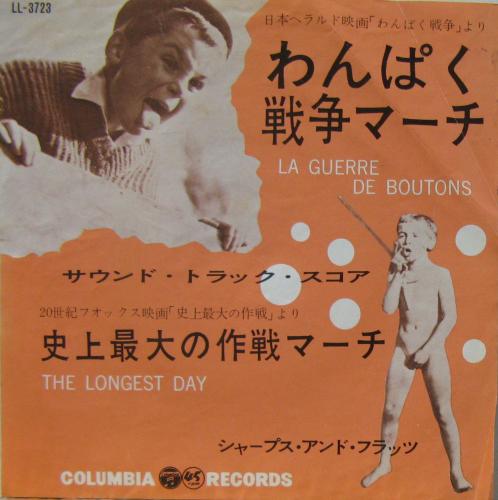 LL-3723
日本ヘラルド映画「わんぱく戦争」より
わんぱく
戦争マーチ
LA GUERRE
DE BOUTONS
サウンド・トラック・スコア
20世紀フオックス映画「史上最大の作戦」より
史上最大の作戦マーチ
THE LONGEST DAY
シャープス・アンド・フラッツ
COLUMBIA 45 RECORDS